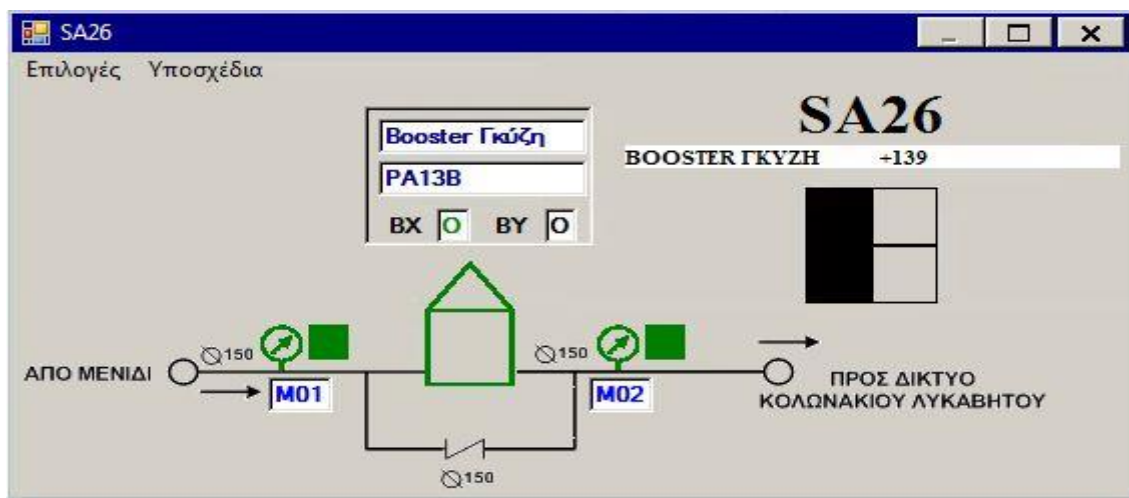 SA26
Επιλογές Υποσχέδια
Booster Γκύζη
PA13B
BX O BY O
SA26
BOOSTER ΓΚΥΖΗ +139
ΑΠΟ ΜΕΝΙΔΙ
∅150
M01
∅150
M02
ΠΡΟΣ ΔΙΚΤΥΟ
ΚΟΛΩΝΑΚΙΟΥ ΛΥΚΑΒΗΤΟΥ
∅150